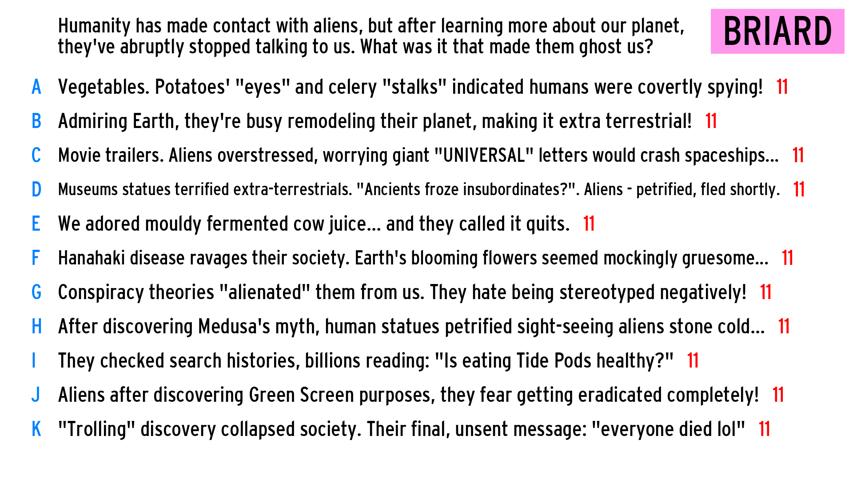 Humanity has made contact with aliens, but after learning more about our planet,
they've abruptly stopped talking to us. What was it that made them ghost us?
BRIARD
A Vegetables. Potatoes' "eyes" and celery "stalks" indicated humans were covertly spying! 11
B Admiring Earth, they're busy remodeling their planet, making it extra terrestrial! 11
C Movie trailers. Aliens overstressed, worrying giant "UNIVERSAL" letters would crash spaceships... 11
D Museums statues terrified extra-terrestrials. "Ancients froze insubordinates?". Aliens - petrified, fled shortly. 11
E We adored mouldy fermented cow juice... and they called it quits. 11
F Hanahaki disease ravages their society. Earth's blooming flowers seemed mockingly gruesome... 11
G Conspiracy theories "alienated" them from us. They hate being stereotyped negatively! 11
H After discovering Medusa's myth, human statues petrified sight-seeing aliens stone cold... 11
I They checked search histories, billions reading: "Is eating Tide Pods healthy?" 11
J Aliens after discovering Green Screen purposes, they fear getting eradicated completely! 11
K "Trolling" discovery collapsed society. Their final, unsent message: "everyone died lol" 11